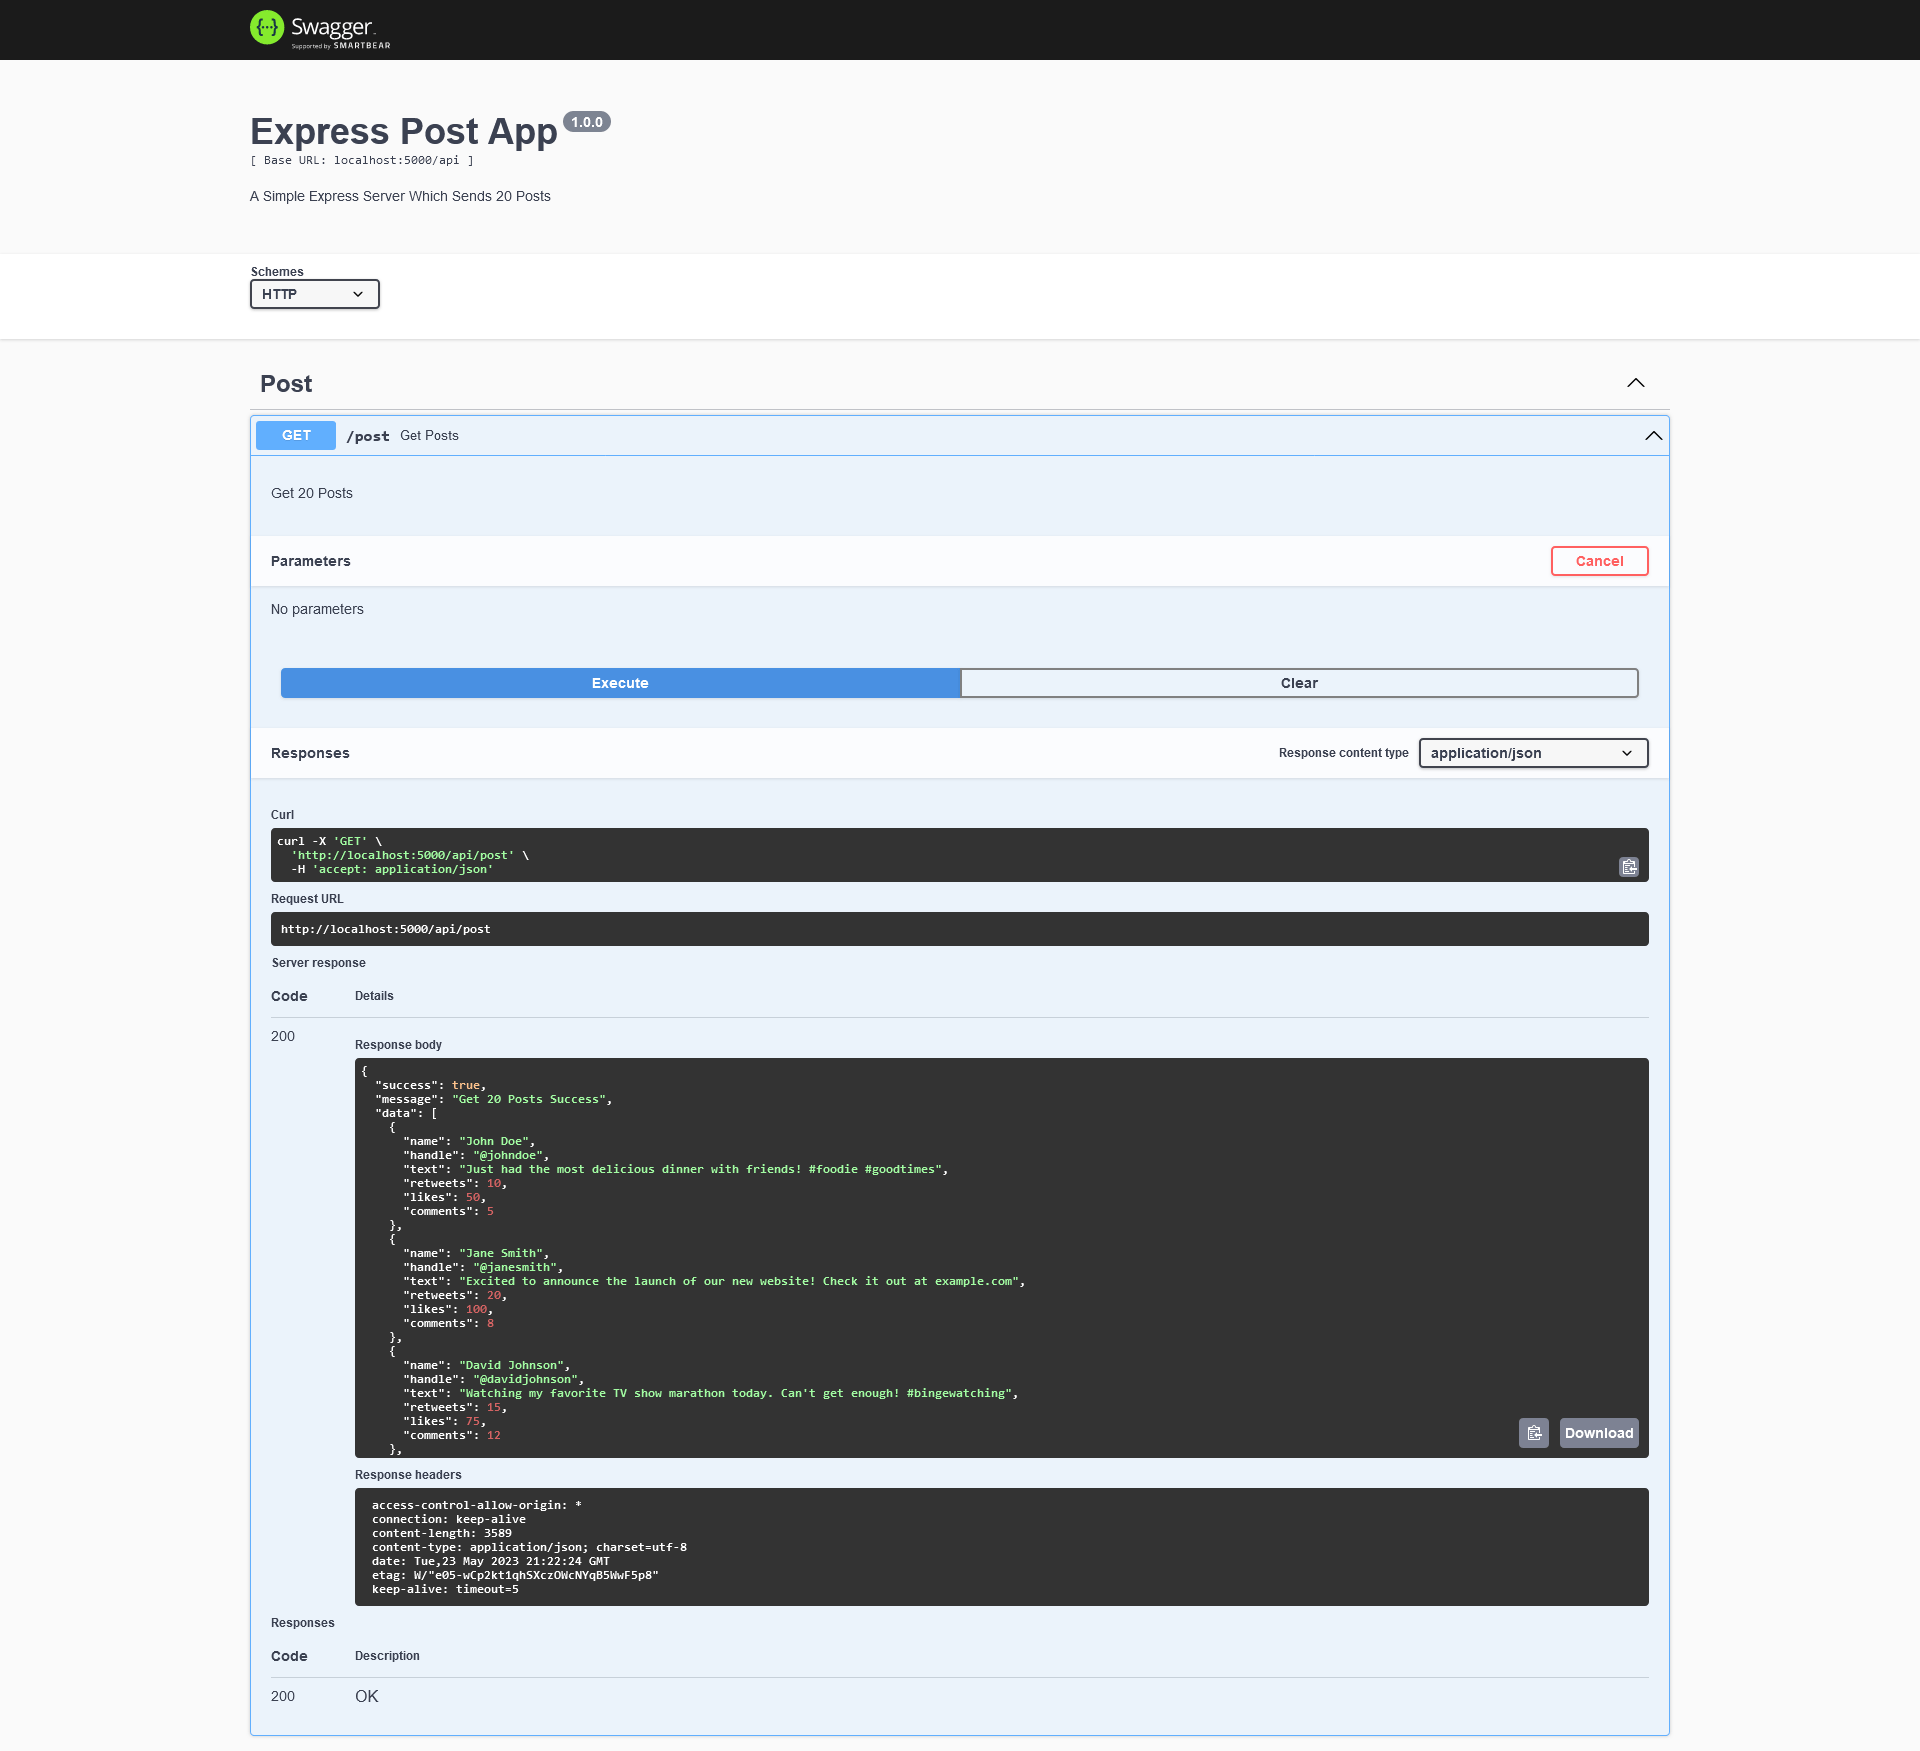 Swagger
Supported by SMARTBEAR
Express Post App 1.0.0
[ Base URL: localhost:5000/api ]
A Simple Express Server Which Sends 20 Posts
Schemes
HTTP
Post
GET /post Get Posts
Get 20 Posts
Parameters Cancel
No parameters
Execute Clear
Responses Response content type application/json
Curl
curl -X 'GET' \
  'http://localhost:5000/api/post' \
  -H 'accept: application/json'
Request URL
http://localhost:5000/api/post
Server response
Code Details
200
Response body
{
  "success": true,
  "message": "Get 20 Posts Success",
  "data": [
    {
      "name": "John Doe",
      "handle": "@johndoe",
      "text": "Just had the most delicious dinner with friends! #foodie #goodtimes",
      "retweets": 10,
      "likes": 50,
      "comments": 5
    },
    {
      "name": "Jane Smith",
      "handle": "@janesmith",
      "text": "Excited to announce the launch of our new website! Check it out at example.com",
      "retweets": 20,
      "likes": 100,
      "comments": 8
    },
    {
      "name": "David Johnson",
      "handle": "@davidjohnson",
      "text": "Watching my favorite TV show marathon today. Can't get enough! #bingewatching",
      "retweets": 15,
      "likes": 75,
      "comments": 12
    },
Download
Response headers
access-control-allow-origin: *
connection: keep-alive
content-length: 3589
content-type: application/json; charset=utf-8
date: Tue,23 May 2023 21:22:24 GMT
etag: W/"e05-wCp2kt1qhSXczOWcNYqB5WwF5p8"
keep-alive: timeout=5
Responses
Code Description
200 OK